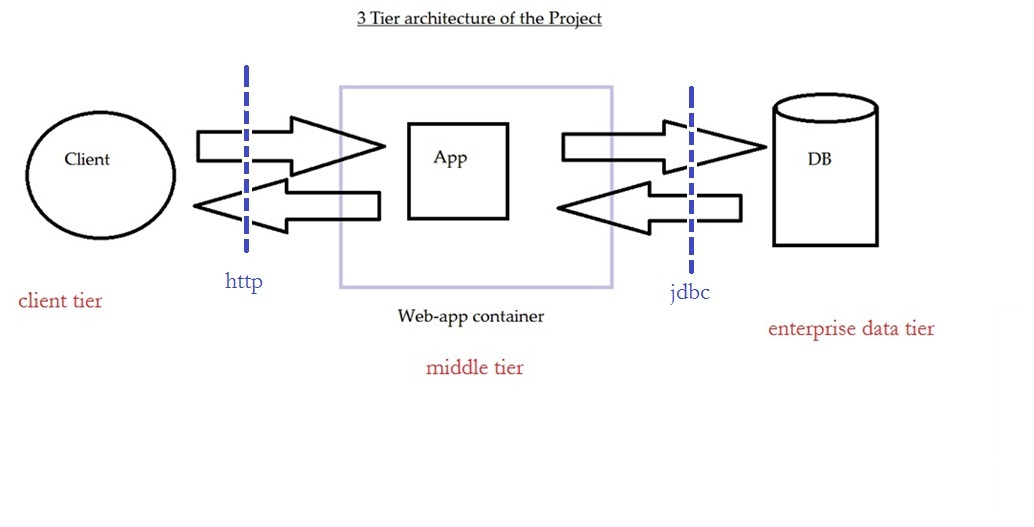 3 Tier architecture of the Project
Client
App
DB
http
jdbc
client tier
Web-app container
enterprise data tier
middle tier